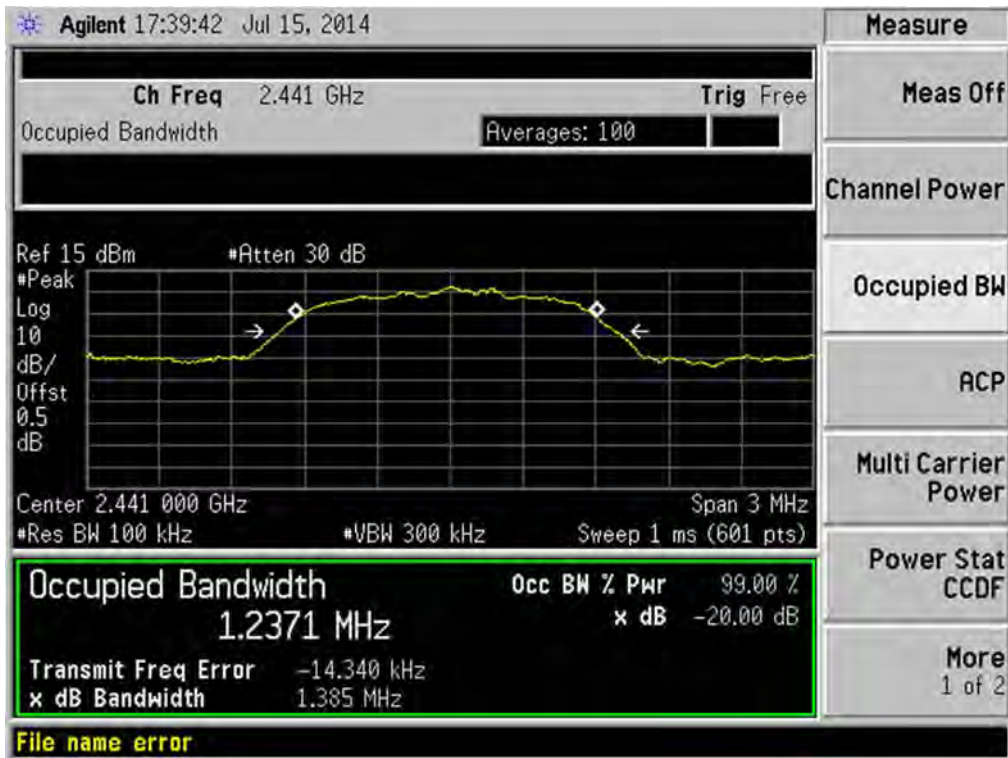 Agilent 17:39:42 Jul 15, 2014
Measure
Ch Freq 2.441 GHz
Trig Free
Occupied Bandwidth
Averages: 100
Meas Off
Channel Power
Occupied BW
ACP
Multi Carrier
Power
Power Stat
CCDF
More
1 of 2
Ref 15 dBm
#Atten 30 dB
#Peak
Log
10
dB/
Offst
0.5
dB
Center 2.441 000 GHz
Span 3 MHz
#Res BW 100 kHz
#VBW 300 kHz
Sweep 1 ms (601 pts)
Occupied Bandwidth
1.2371 MHz
Occ BW % Pwr 99.00 %
x dB -20.00 dB
Transmit Freq Error -14.340 kHz
x dB Bandwidth 1.385 MHz
File name error